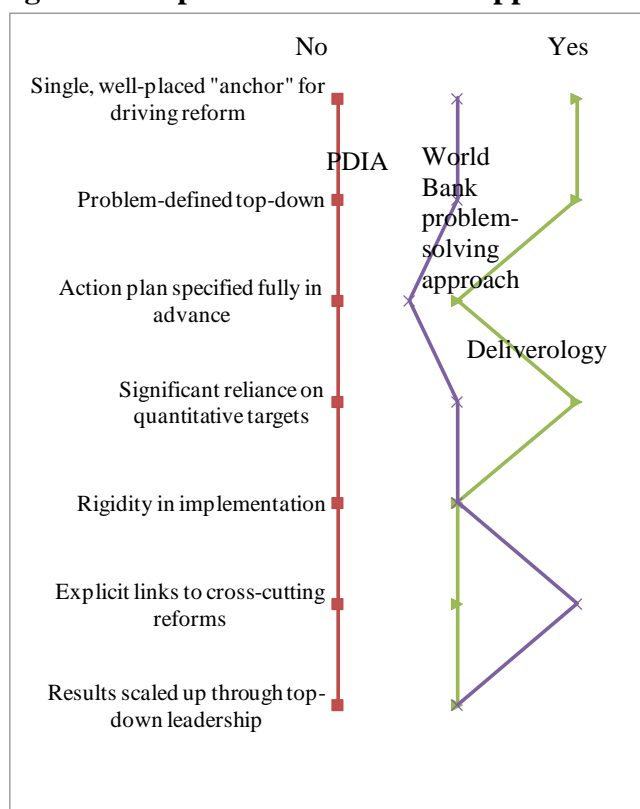 No Yes
Single, well-placed "anchor" for
driving reform
PDIA
World
Bank
problem-
solving
approach
Problem-defined top-down
Action plan specified fully in
advance
Deliverology
Significant reliance on
quantitative targets
Rigidity in implementation
Explicit links to cross-cutting
reforms
Results scaled up through top-
down leadership